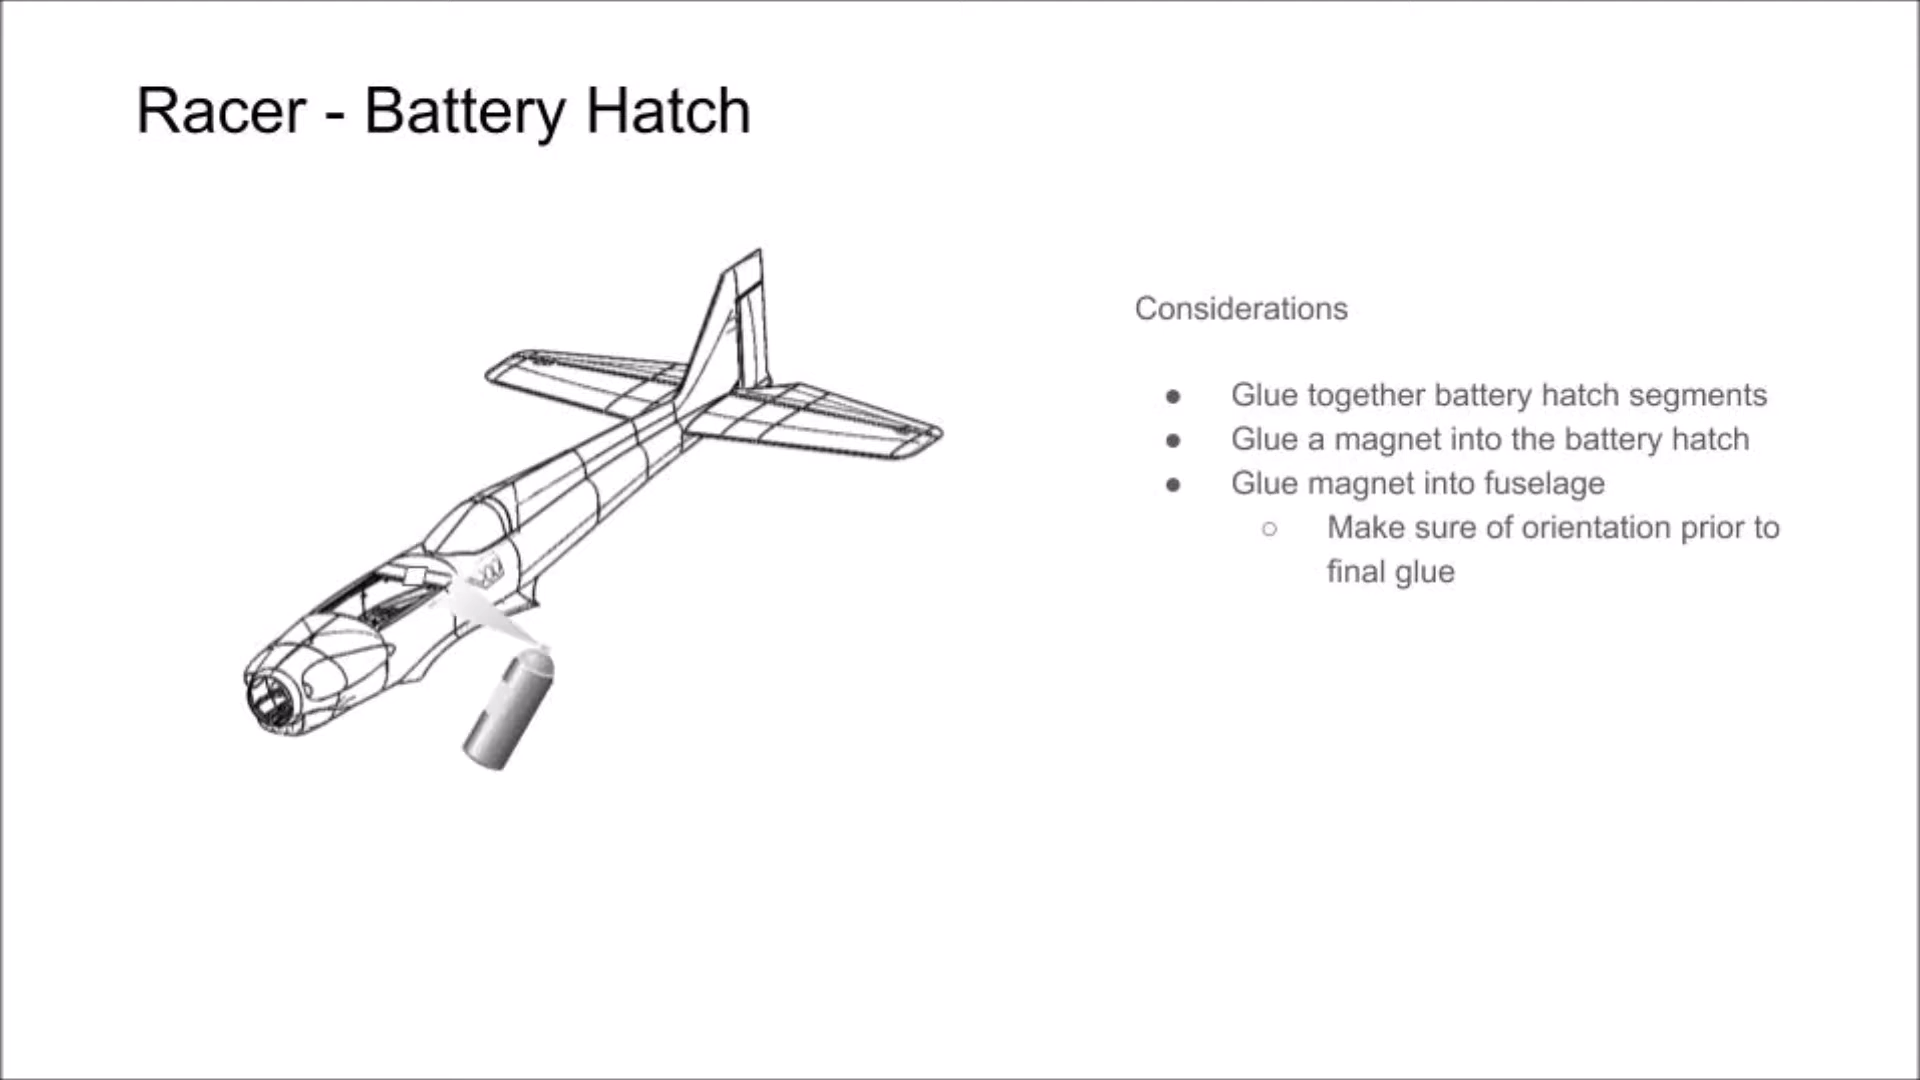 Racer - Battery Hatch
Considerations
● Glue together battery hatch segments
● Glue a magnet into the battery hatch
● Glue magnet into fuselage
○ Make sure of orientation prior to
final glue